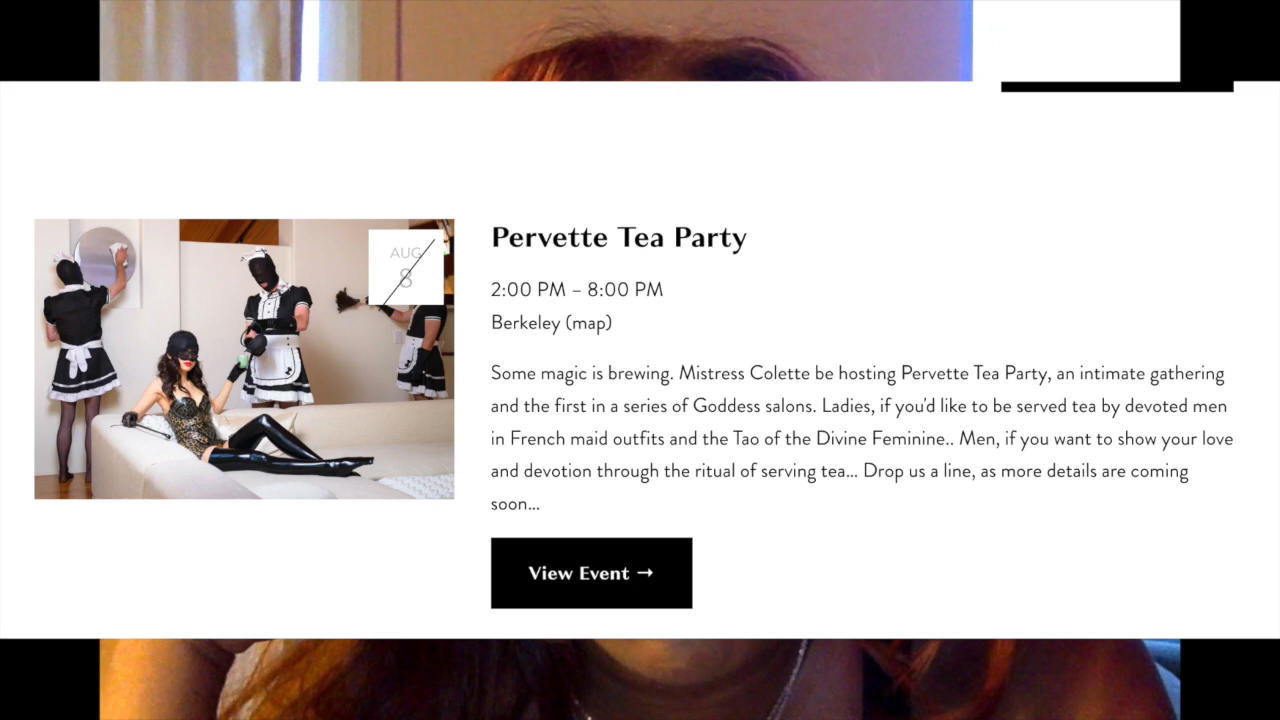 AUG
8
Pervette Tea Party
2:00 PM – 8:00 PM
Berkeley (map)
Some magic is brewing. Mistress Colette be hosting Pervette Tea Party, an intimate gathering
and the first in a series of Goddess salons. Ladies, if you'd like to be served tea by devoted men
in French maid outfits and the Tao of the Divine Feminine.. Men, if you want to show your love
and devotion through the ritual of serving tea... Drop us a line, as more details are coming
soon...
View Event →